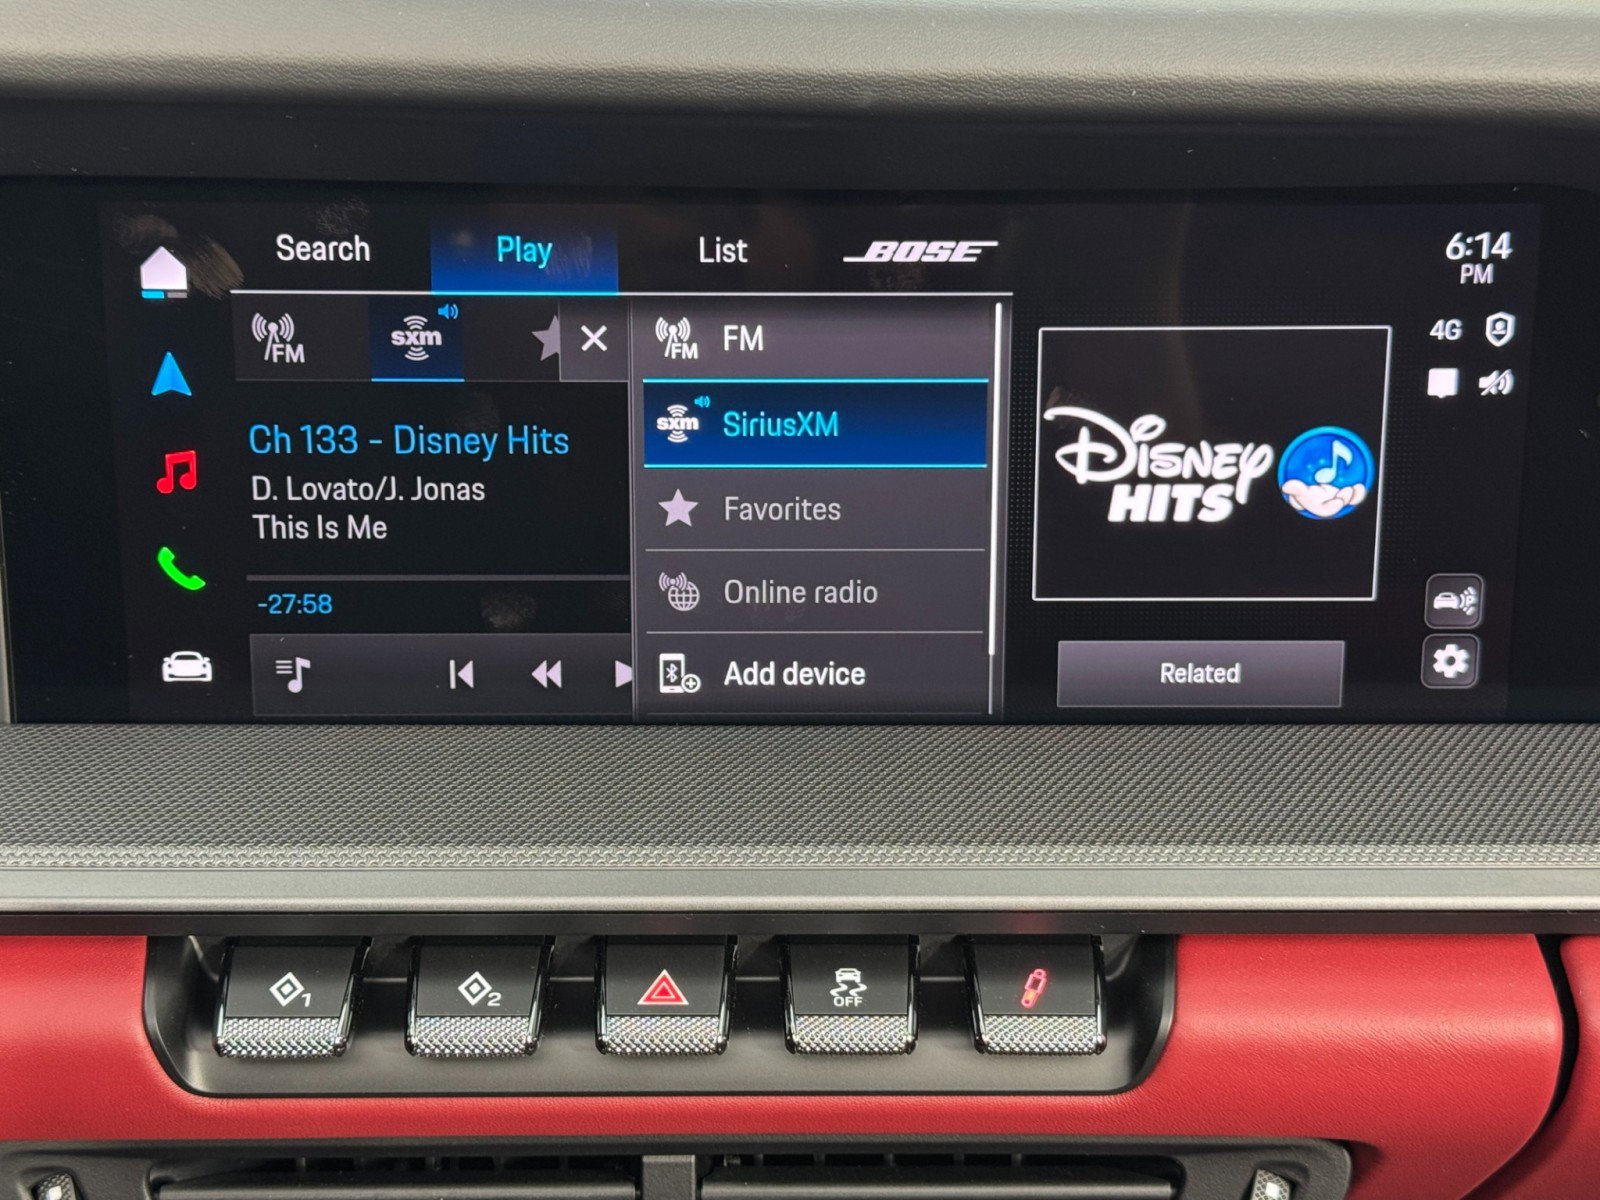 Search
Play
List
BOSE
6:14
PM
FM
sxm
FM
FM
4G
sxm
SiriusXM
Ch 133 - Disney Hits
D. Lovato/J. Jonas
This Is Me
Favorites
Disney
HITS
Online radio
-27:58
P
Add device
Related
1
2
OFF